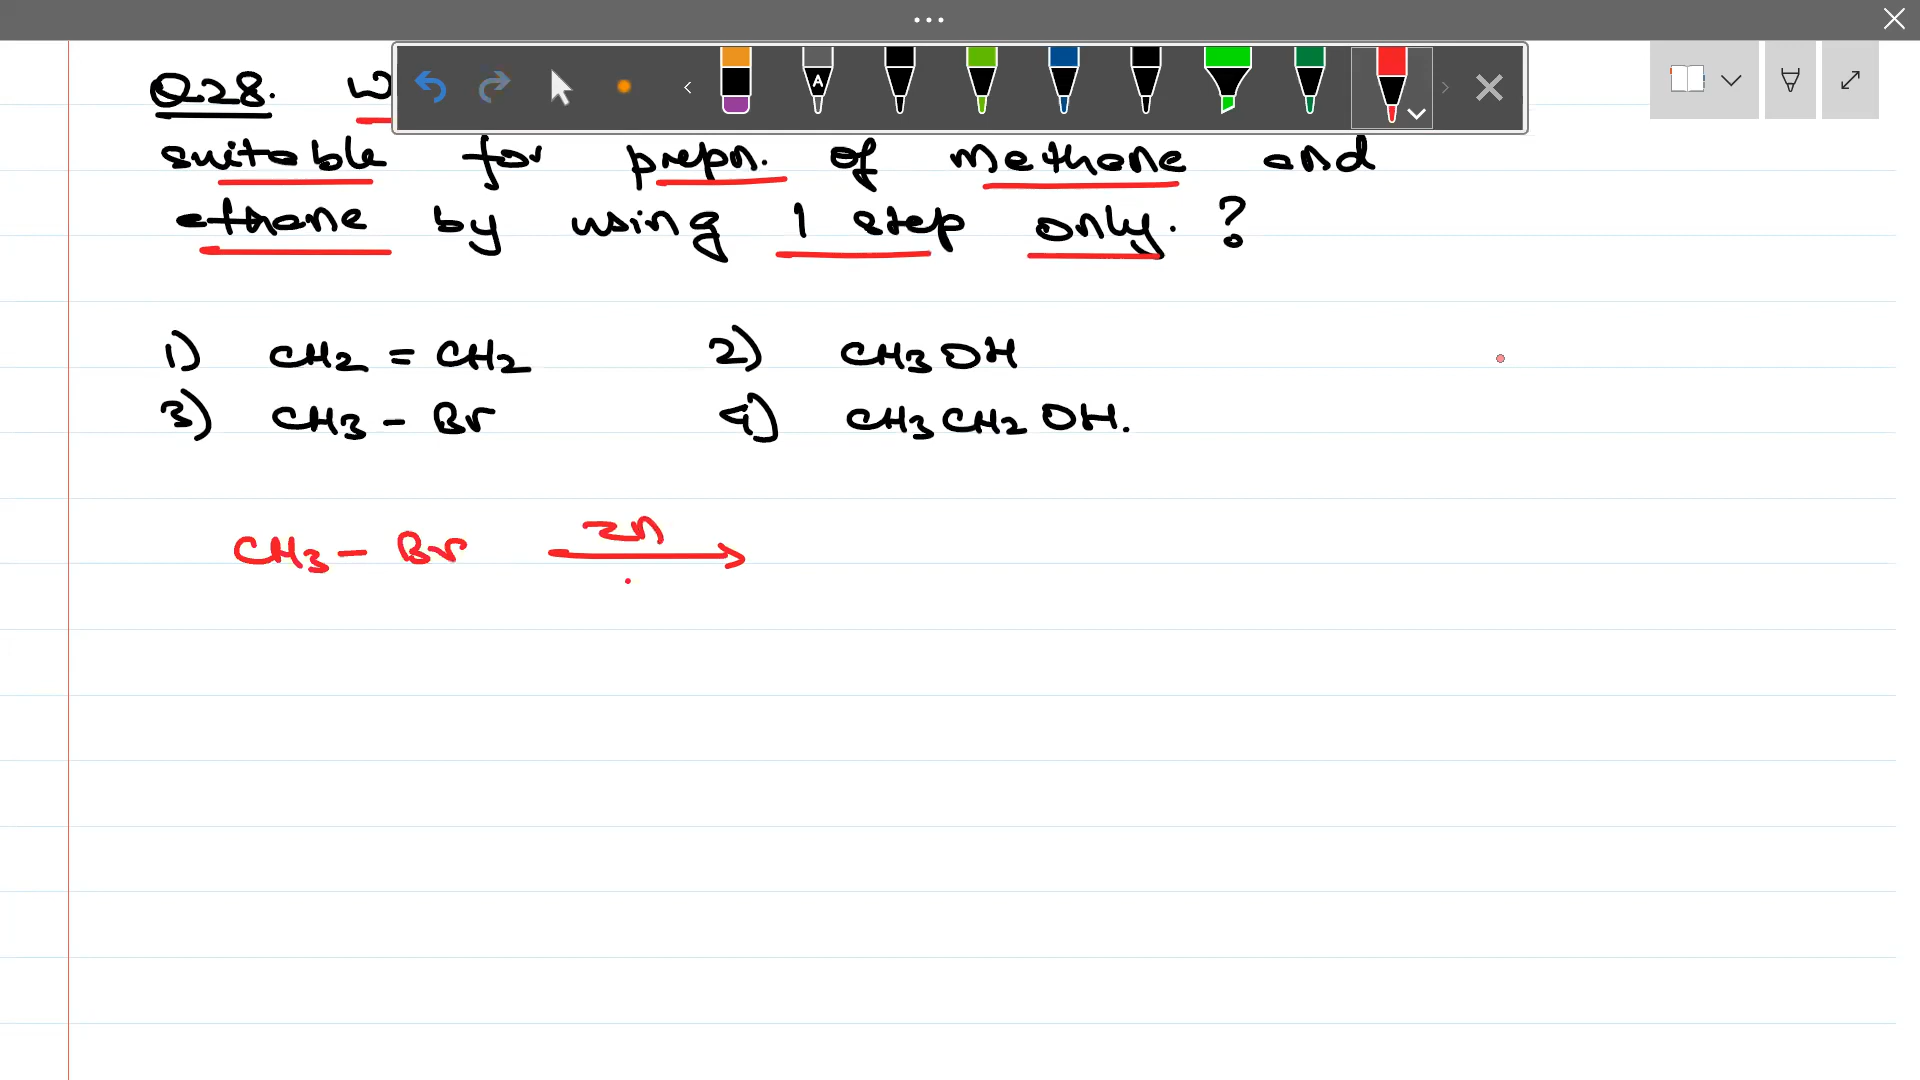 Q28. W
suitable for prepn. of methane and
ethane by using 1 step only. ?
1) CH2 = CH2 2) CH3OH
3) CH3 - Br 4) CH3CH2OH.
CH3 - Br Zn